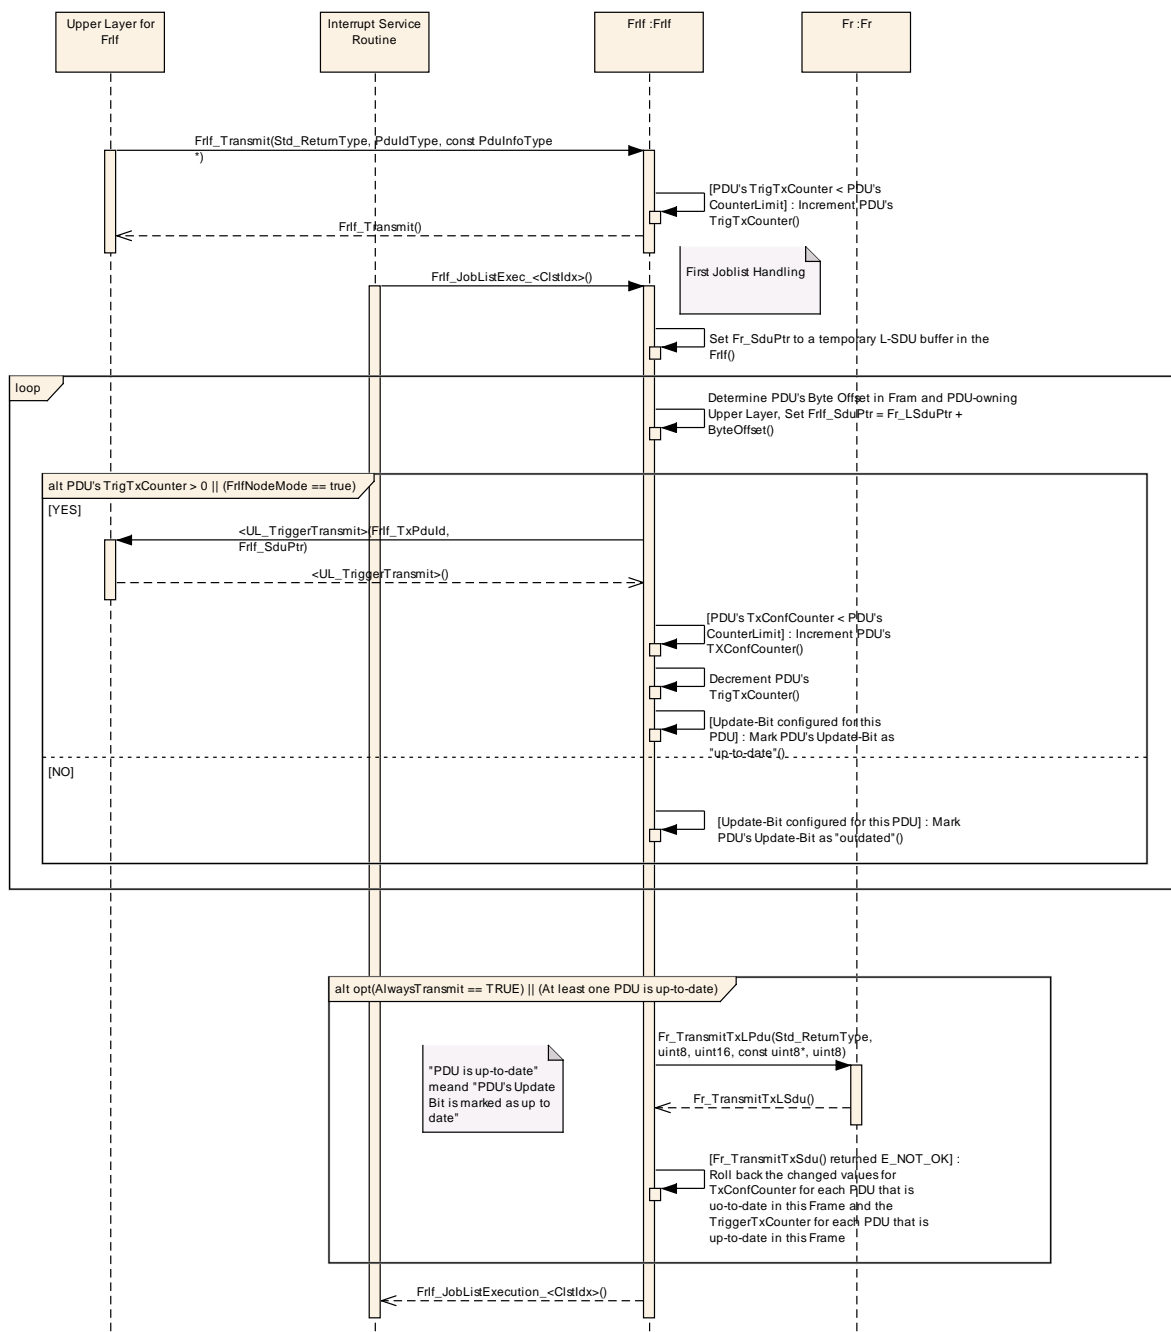 Upper Layer for
FrIf
Interrupt Service
Routine
FrIf :FrIf
Fr :Fr
FrIf_Transmit(Std_ReturnType, PduIdType, const PduInfoType
*)
[PDU's TrigTxCounter < PDU's
CounterLimit] : Increment PDU's
TrigTxCounter()
FrIf_Transmit()
First Joblist Handling
FrIf_JobListExec_<ClstIdx>()
Set Fr_SduPtr to a temporary L-SDU buffer in the
FrIf()
loop
Determine PDU's Byte Offset in Fram and PDU-owning
Upper Layer, Set FrIf_SduPtr = Fr_LSduPtr +
ByteOffset()
alt PDU's TrigTxCounter > 0 || (FrIfNodeMode == true)
[YES]
<UL_TriggerTransmit>(FrIf_TxPduId,
FrIf_SduPtr)
<UL_TriggerTransmit>()
[PDU's TxConfCounter < PDU's
CounterLimit] : Increment PDU's
TXConfCounter()
Decrement PDU's
TrigTxCounter()
[Update-Bit configured for this
PDU] : Mark PDU's Update-Bit as
"up-to-date"()
[NO]
[Update-Bit configured for this PDU] : Mark
PDU's Update-Bit as "outdated"()
alt opt(AlwaysTransmit == TRUE) || (At least one PDU is up-to-date)
Fr_TransmitTxLPdu(Std_ReturnType,
uint8, uint16, const uint8*, uint8)
"PDU is up-to-date"
meand "PDU's Update
Bit is marked as up to
date"
Fr_TransmitTxLSdu()
[Fr_TransmitTxSdu() returned E_NOT_OK] :
Roll back the changed values for
TxConfCounter for each PDU that is
uo-to-date in this Frame and the
TriggerTxCounter for each PDU that is
up-to-date in this Frame
FrIf_JobListExecution_<ClstIdx>()